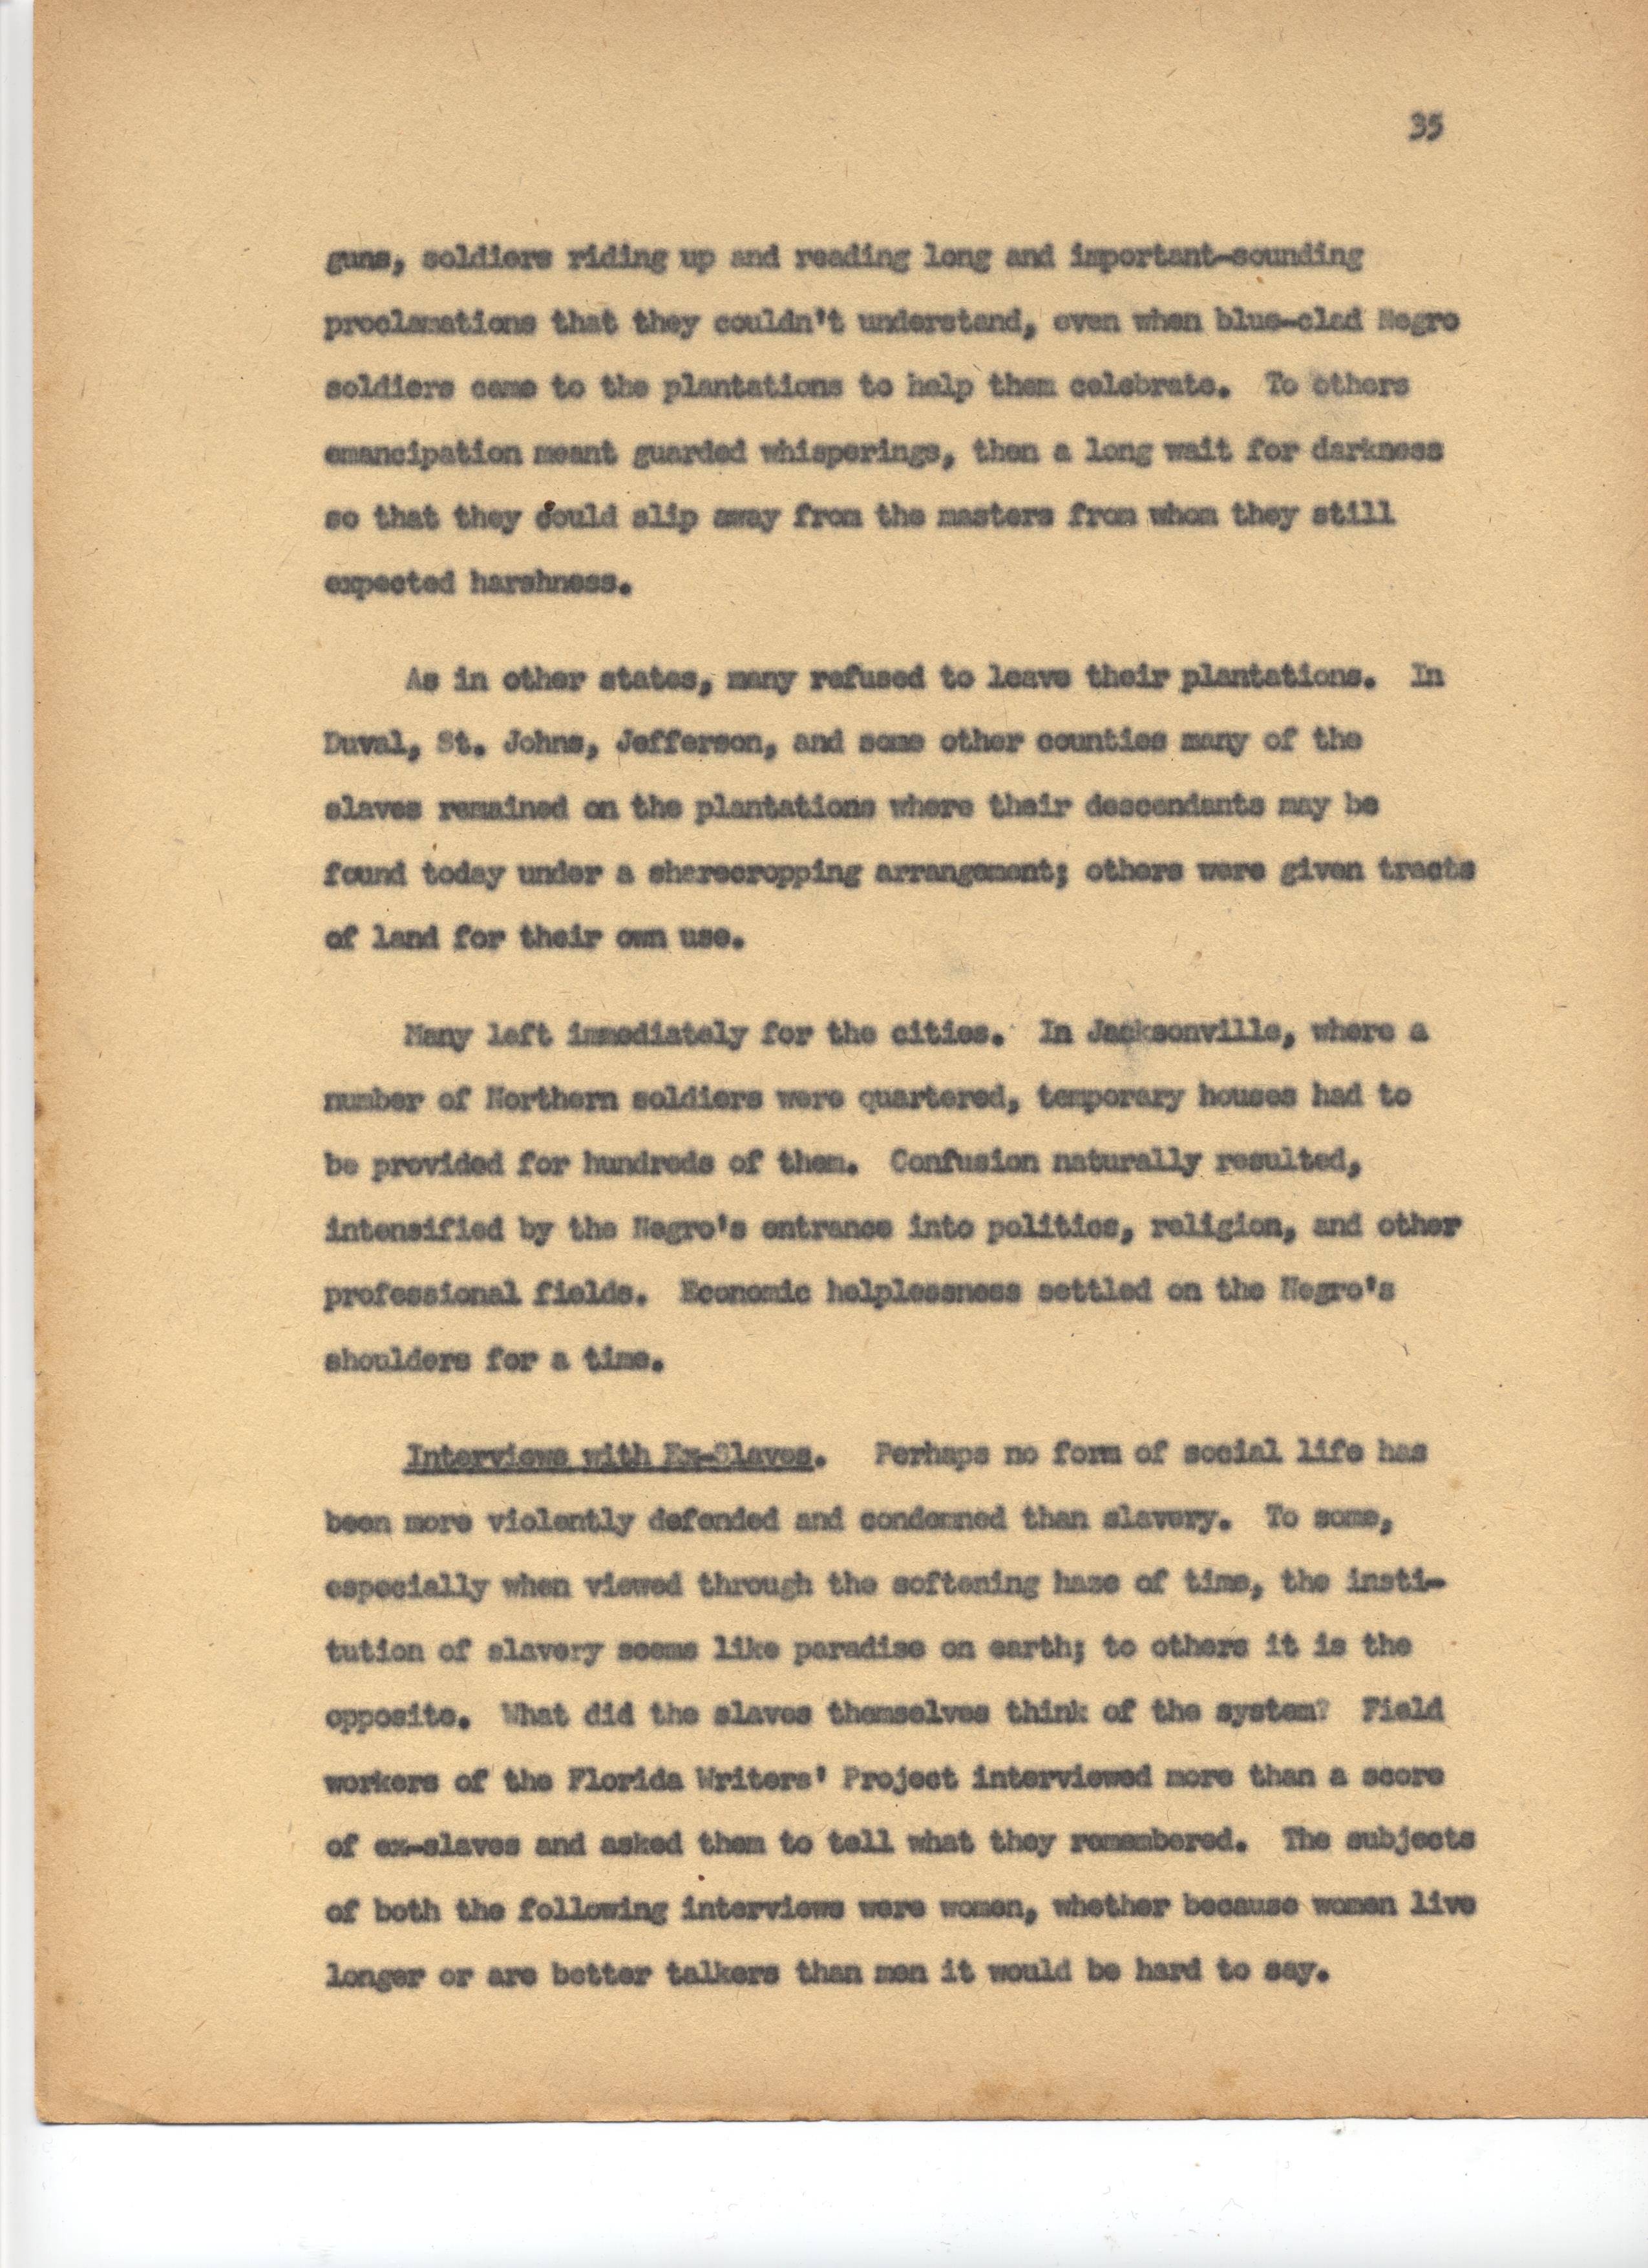 35
guns, soldiers riding up and reading long and important-sounding
proclamations that they couldn't understand, even when blue-clad Negro
soldiers came to the plantations to help them celebrate. To others
emancipation meant guarded whisperings, then a long wait for darkness
so that they could slip away from the masters from whom they still
expected harshness.
As in other states, many refused to leave their plantations. In
Duval, St. Johns, Jefferson, and some other counties many of the
slaves remained on the plantations where their descendants may be
found today under a sharecropping arrangement; others were given tracts
of land for their own use.
Many left immediately for the cities. In Jacksonville, where a
number of Northern soldiers were quartered, temporary houses had to
be provided for hundreds of them. Confusion naturally resulted,
intensified by the Negro's entrance into politics, religion, and other
professional fields. Economic helplessness settled on the Negro's
shoulders for a time.
Interviews with Ex-Slaves. Perhaps no form of social life has
been more violently defended and condemned than slavery. To some,
especially when viewed through the softening haze of time, the insti-
tution of slavery seems like paradise on earth; to others it is the
opposite. What did the slaves themselves think of the system? Field
workers of the Florida Writers' Project interviewed more than a score
of ex-slaves and asked them to tell what they remembered. The subjects
of both the following interviews were women, whether because women live
longer or are better talkers than men it would be hard to say.